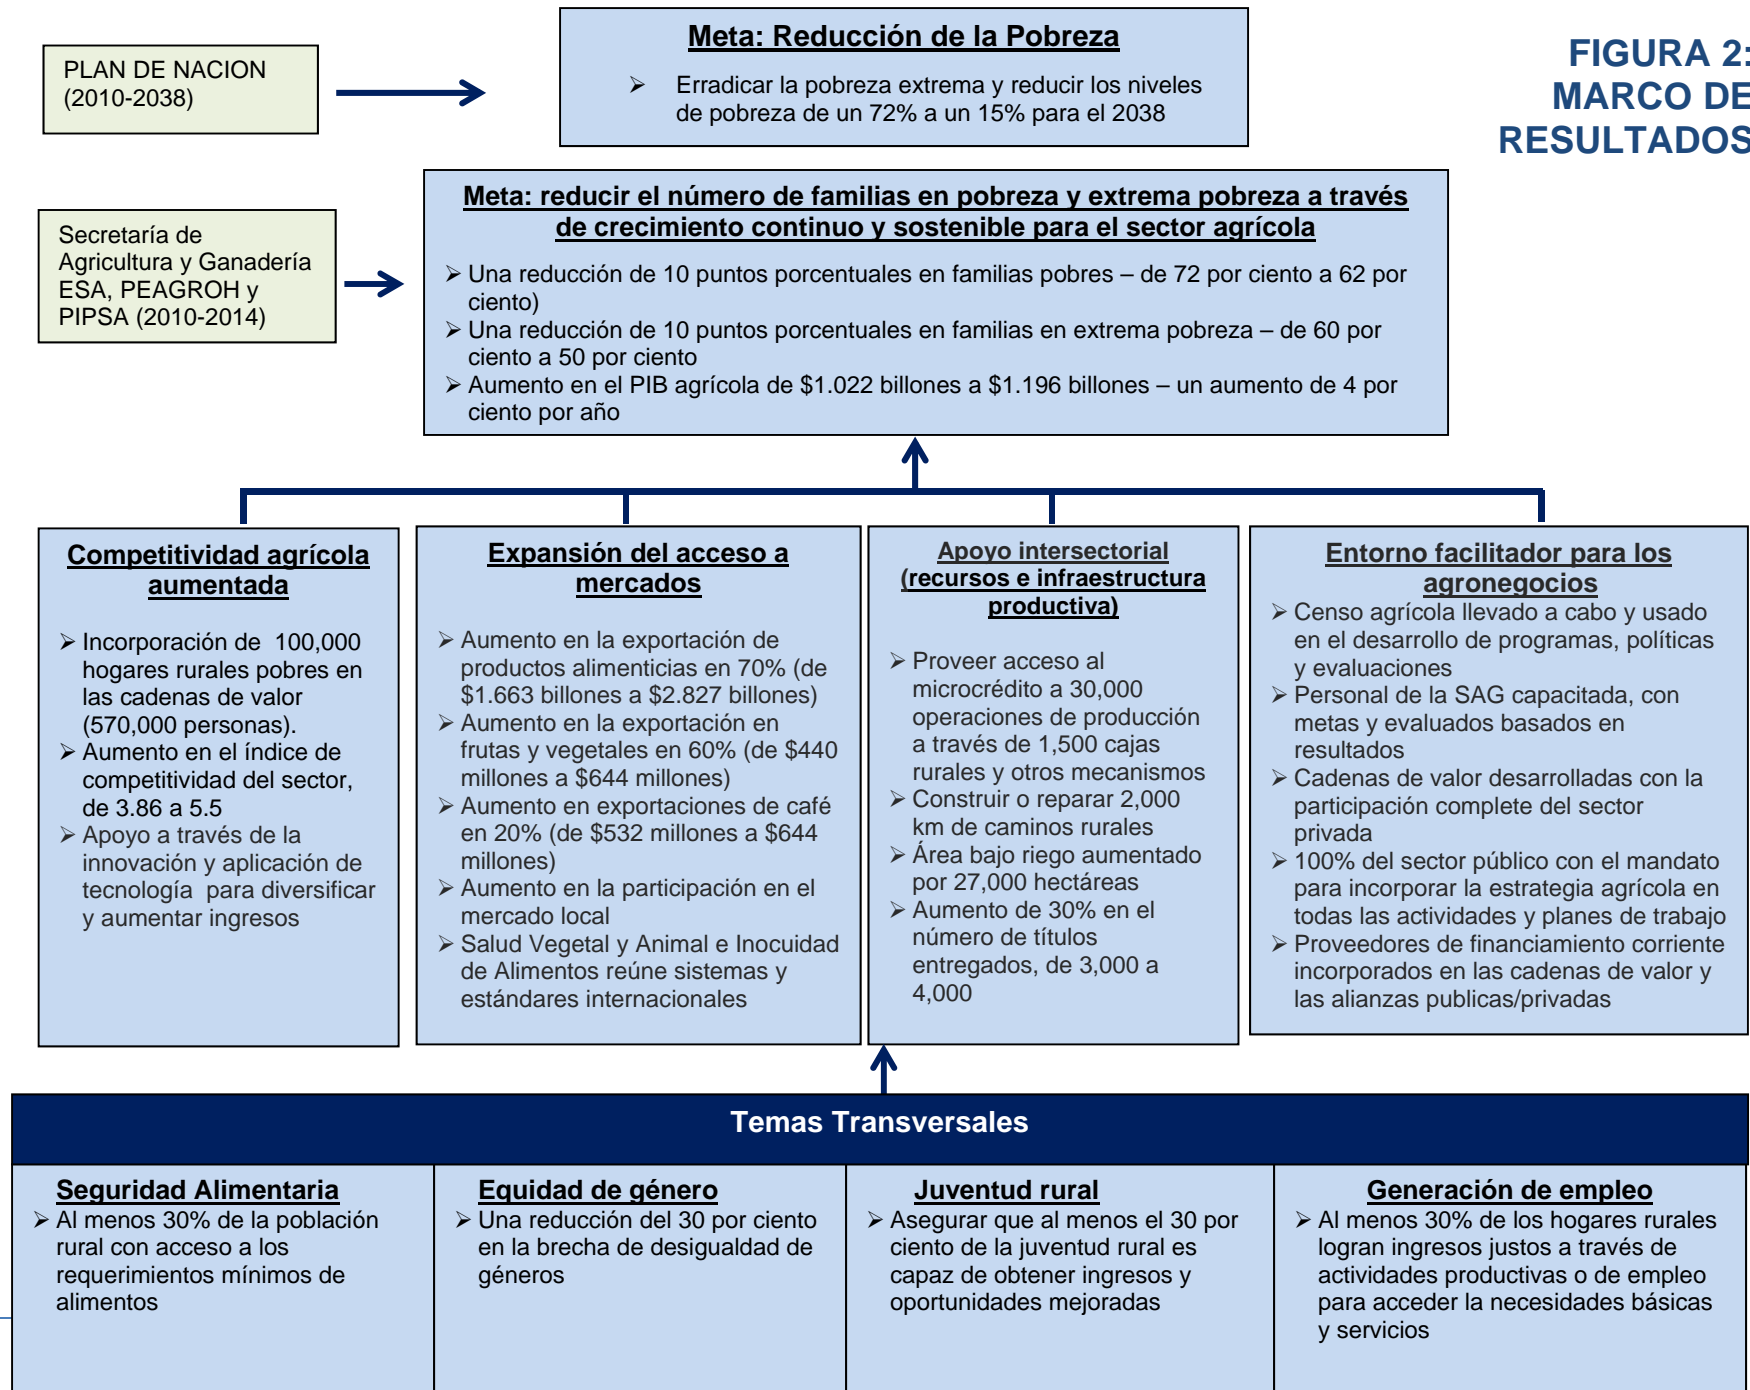 PLAN DE NACION
(2010-2038)
Meta: Reducción de la Pobreza
➢ Erradicar la pobreza extrema y reducir los niveles
de pobreza de un 72% a un 15% para el 2038
FIGURA 2:
MARCO DE
RESULTADOS
Secretaría de
Agricultura y Ganadería
ESA, PEAGROH y
PIPSA (2010-2014)
Meta: reducir el número de familias en pobreza y extrema pobreza a través
de crecimiento continuo y sostenible para el sector agrícola
➢ Una reducción de 10 puntos porcentuales en familias pobres – de 72 por ciento a 62 por
ciento)
➢ Una reducción de 10 puntos porcentuales en familias en extrema pobreza – de 60 por
ciento a 50 por ciento
➢ Aumento en el PIB agrícola de $1.022 billones a $1.196 billones – un aumento de 4 por
ciento por año
Competitividad agrícola
aumentada
➢ Incorporación de 100,000
hogares rurales pobres en
las cadenas de valor
(570,000 personas).
➢ Aumento en el índice de
competitividad del sector,
de 3.86 a 5.5
➢ Apoyo a través de la
innovación y aplicación de
tecnología para diversificar
y aumentar ingresos
Expansión del acceso a
mercados
➢ Aumento en la exportación de
productos alimenticias en 70% (de
$1.663 billones a $2.827 billones)
➢ Aumento en la exportación en
frutas y vegetales en 60% (de $440
millones a $644 millones)
➢ Aumento en exportaciones de café
en 20% (de $532 millones a $644
millones)
➢ Aumento en la participación en el
mercado local
➢ Salud Vegetal y Animal e Inocuidad
de Alimentos reúne sistemas y
estándares internacionales
Apoyo intersectorial
(recursos e infraestructura
productiva)
➢ Proveer acceso al
microcrédito a 30,000
operaciones de producción
a través de 1,500 cajas
rurales y otros mecanismos
➢ Construir o reparar 2,000
km de caminos rurales
➢ Área bajo riego aumentado
por 27,000 hectáreas
➢ Aumento de 30% en el
número de títulos
entregados, de 3,000 a
4,000
Entorno facilitador para los
agronegocios
➢ Censo agrícola llevado a cabo y usado
en el desarrollo de programas, políticas
y evaluaciones
➢ Personal de la SAG capacitada, con
metas y evaluados basados en
resultados
➢ Cadenas de valor desarrolladas con la
participación complete del sector
privada
➢ 100% del sector público con el mandato
para incorporar la estrategia agrícola en
todas las actividades y planes de trabajo
➢ Proveedores de financiamiento corriente
incorporados en las cadenas de valor y
las alianzas publicas/privadas
Temas Transversales
Seguridad Alimentaria
➢ Al menos 30% de la población
rural con acceso a los
requerimientos mínimos de
alimentos
Equidad de género
➢ Una reducción del 30 por ciento
en la brecha de desigualdad de
géneros
Juventud rural
➢ Asegurar que al menos el 30 por
ciento de la juventud rural es
capaz de obtener ingresos y
oportunidades mejoradas
Generación de empleo
➢ Al menos 30% de los hogares rurales
logran ingresos justos a través de
actividades productivas o de empleo
para acceder la necesidades básicas
y servicios